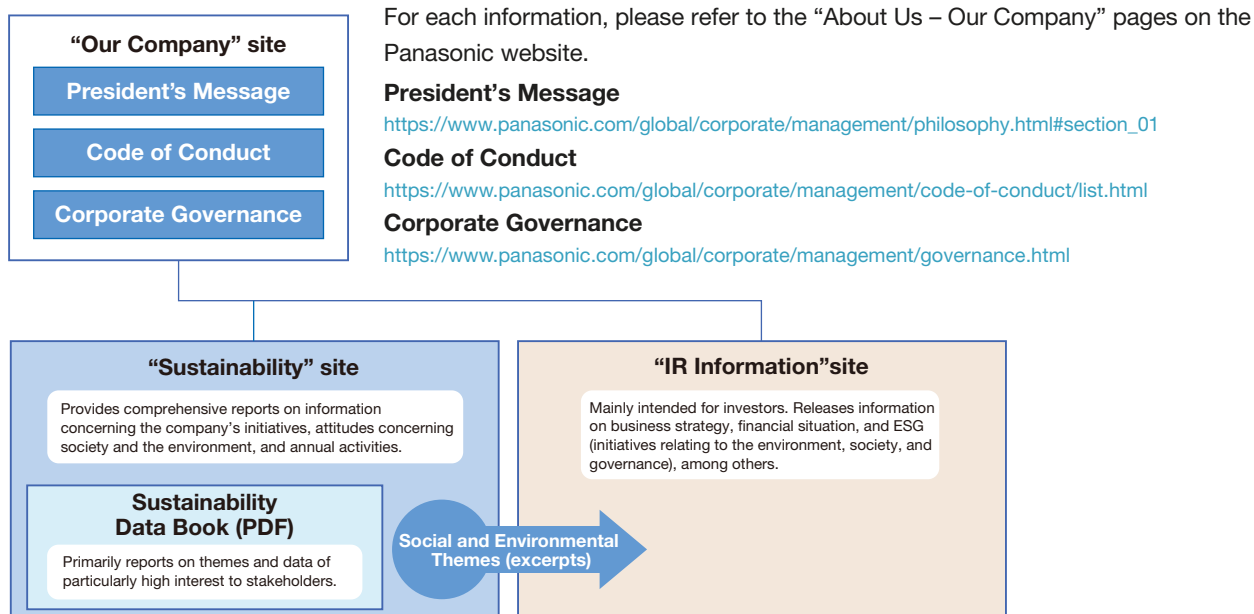 “Our Company” site
President’s Message
Code of Conduct
Corporate Governance
For each information, please refer to the “About Us – Our Company” pages on the
Panasonic website.
President’s Message
https://www.panasonic.com/global/corporate/management/philosophy.html#section_01
Code of Conduct
https://www.panasonic.com/global/corporate/management/code-of-conduct/list.html
Corporate Governance
https://www.panasonic.com/global/corporate/management/governance.html
“Sustainability” site
Provides comprehensive reports on information
concerning the company’s initiatives, attitudes concerning
society and the environment, and annual activities.
Sustainability
Data Book (PDF)
Primarily reports on themes and data of
particularly high interest to stakeholders.
Social and Environmental
Themes (excerpts)
“IR Information”site
Mainly intended for investors. Releases information
on business strategy, financial situation, and ESG
(initiatives relating to the environment, society, and
governance), among others.